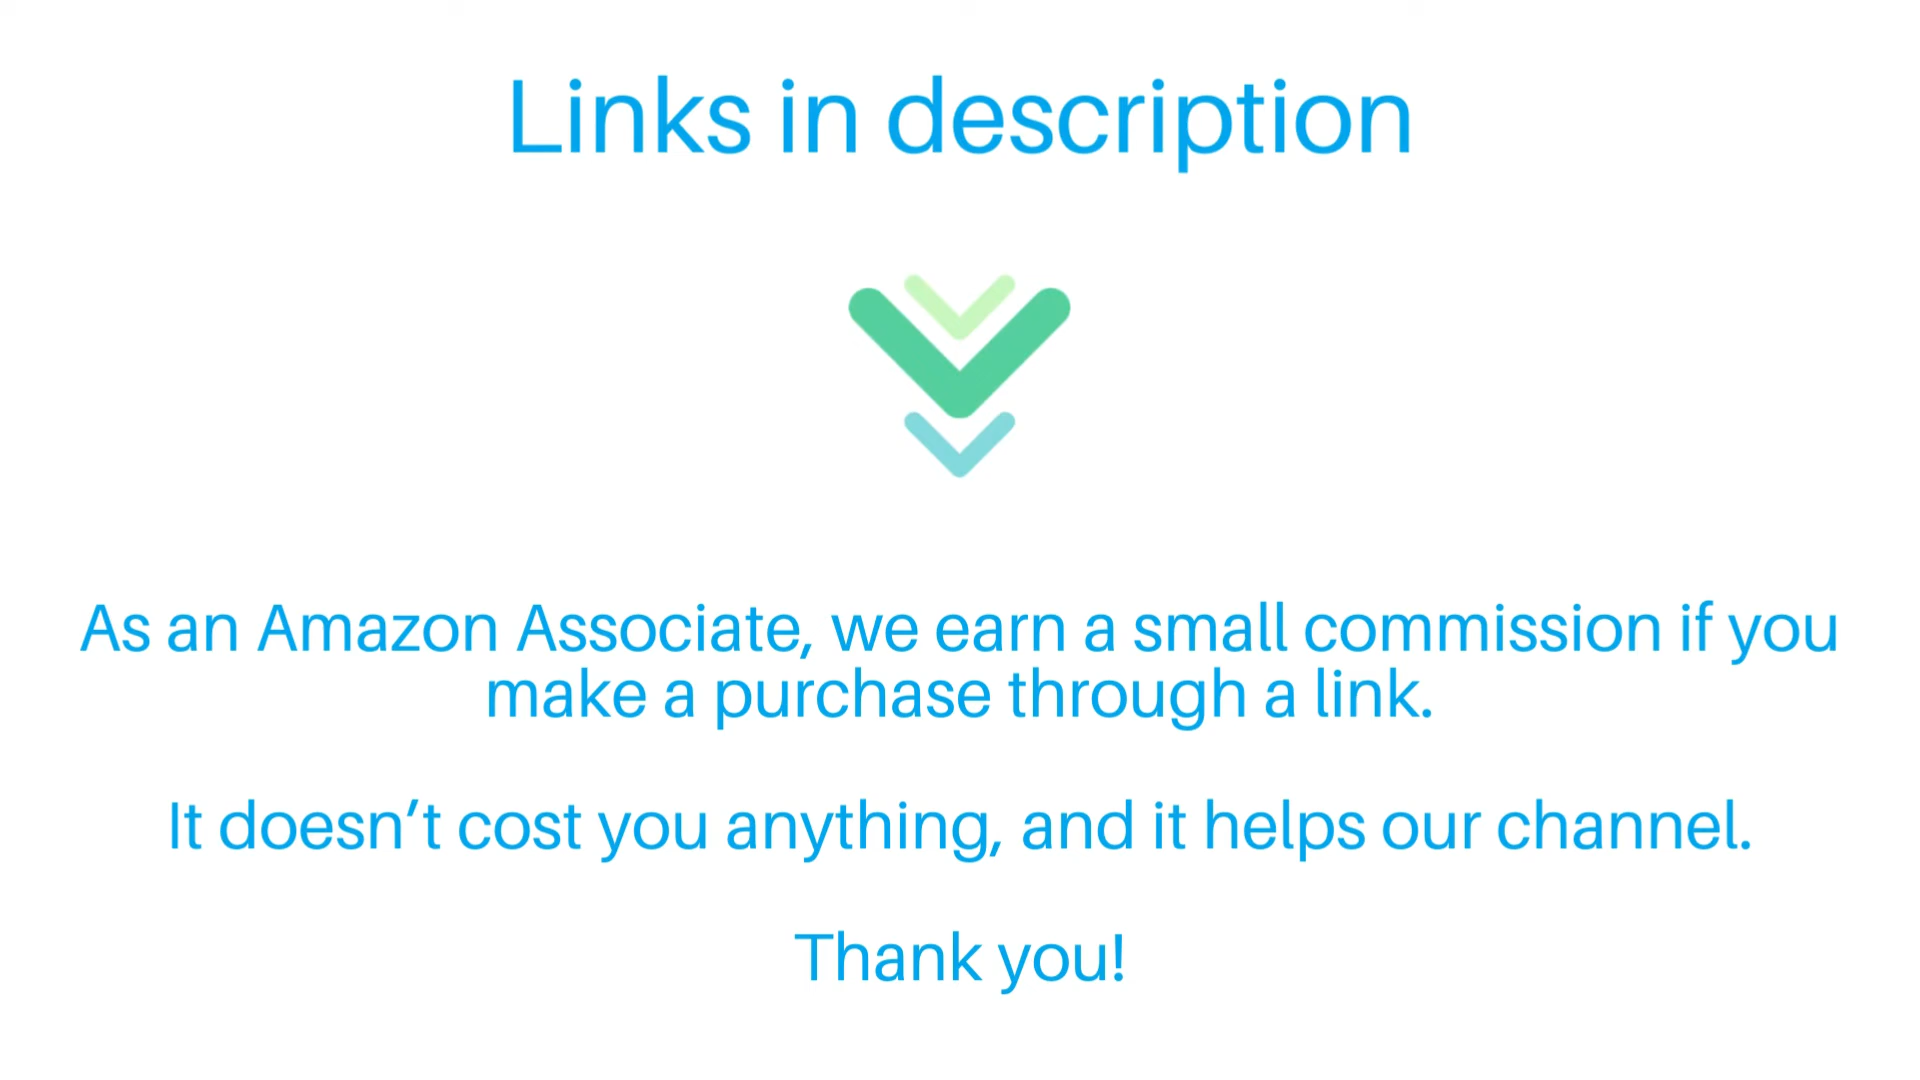 Links in description
As an Amazon Associate, we earn a small commission if you
make a purchase through a link.
It doesn’t cost you anything, and it helps our channel.
Thank you!